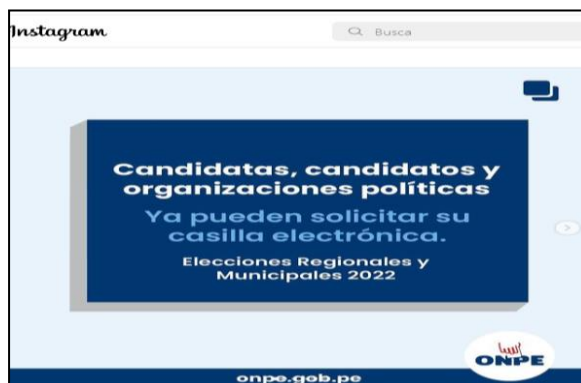 Instagram
Busca
Candidatas, candidatos y
organizaciones políticas
Ya pueden solicitar su
casilla electrónica.
Elecciones Regionales y
Municipales 2022
ONPE
onpe.gob.pe